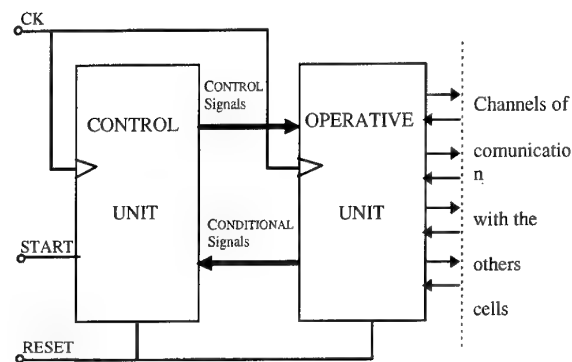 CK
CONTROL
Signals
CONTROL
OPERATIVE
Channels of
comunicatio
n
UNIT
UNIT
CONDITIONAL
Signals
with the
START
others
cells
RESET